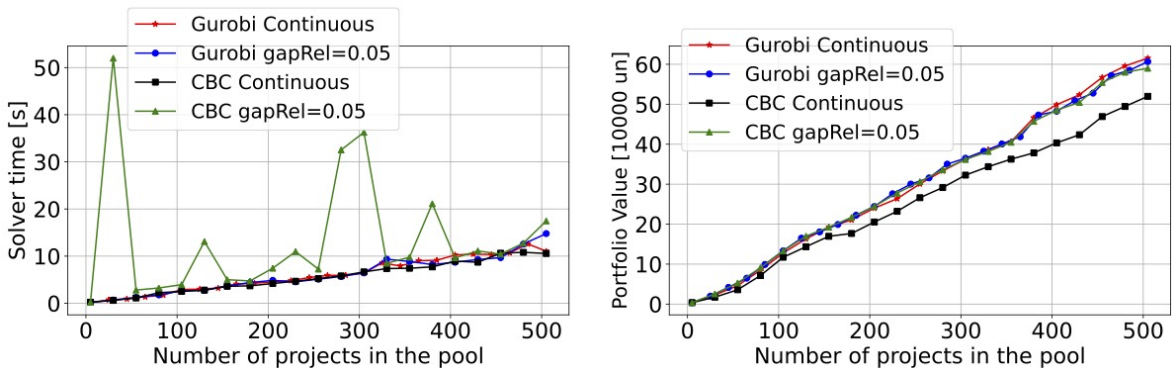 Gurobi Continuous
Gurobi gapRel=0.05
CBC Continuous
CBC gapRel=0.05
Solver time [s]
50
40
30
20
10
0
0 100 200 300 400 500
Number of projects in the pool
Gurobi Continuous
Gurobi gapRel=0.05
CBC Continuous
CBC gapRel=0.05
Portfolio Value [10000 un]
60
50
40
30
20
10
0
0 100 200 300 400 500
Number of projects in the pool